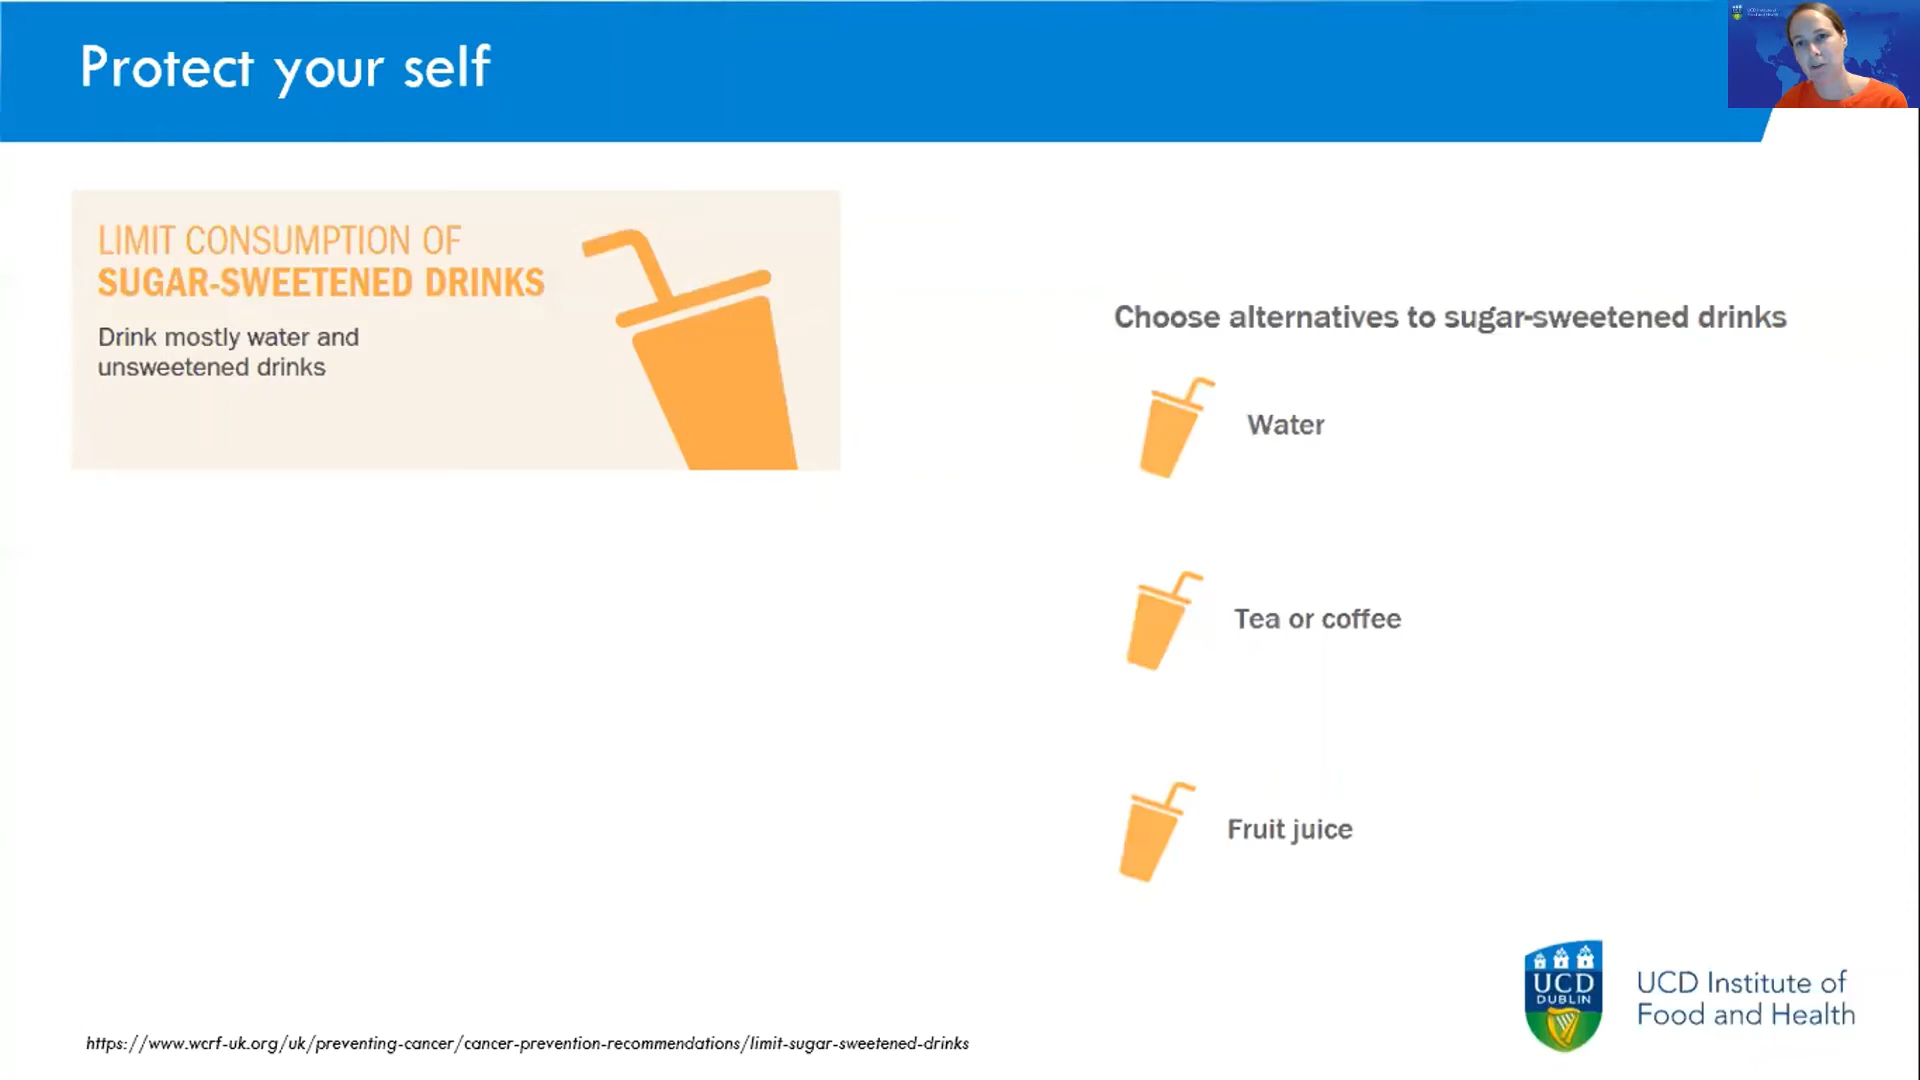 Protect your self
LIMIT CONSUMPTION OF
SUGAR-SWEETENED DRINKS
Drink mostly water and
unsweetened drinks
Choose alternatives to sugar-sweetened drinks
Water
Tea or coffee
Fruit juice
UCD
DUBLIN
UCD Institute of
Food and Health
https://www.wcrf-uk.org/uk/preventing-cancer/cancer-prevention-recommendations/limit-sugar-sweetened-drinks